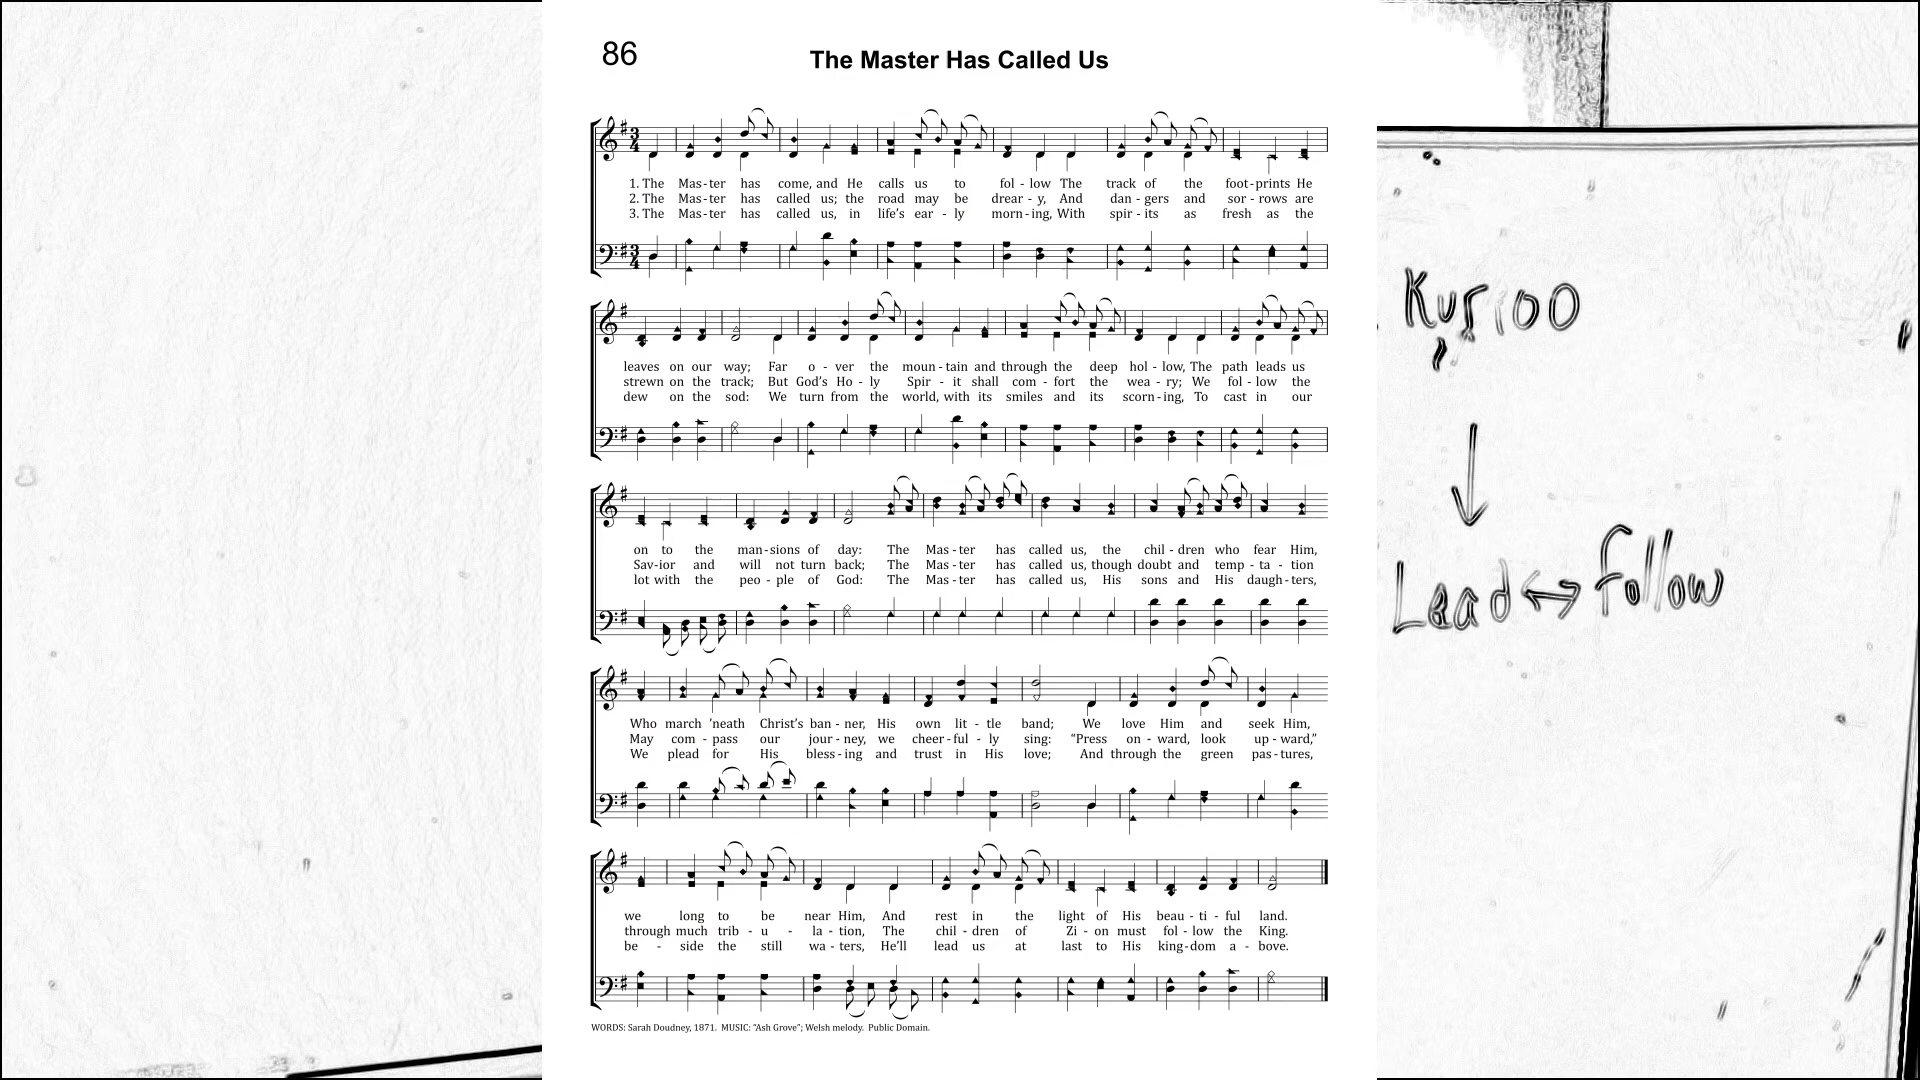 86
The Master Has Called Us
1. The Mas - ter has come, and He calls us to fol - low The track of the foot - prints He
2. The Mas - ter has called us; the road may be drear - y, And dan - gers and sor - rows are
3. The Mas - ter has called us, in life's ear - ly morn - ing, With spir - its as fresh as the
leaves on our way; Far o - ver the moun - tain and through the deep hol - low, The path leads us
strewn on the track; But God's Ho - ly Spir - it shall com - fort the wea - ry; We fol - low the
dew on the sod: We turn from the world, with its smiles and its scorn - ing, To cast in our
on to the man - sions of day: The Mas - ter has called us, the chil - dren who fear Him,
Sav - ior and will not turn back; The Mas - ter has called us, though doubt and temp - ta - tion
lot with the peo - ple of God: The Mas - ter has called us, His sons and His daugh - ters,
Who march 'neath Christ's ban - ner, His own lit - tle band; We love Him and seek Him,
May com - pass our jour - ney, we cheer - ful - ly sing: "Press on - ward, look up - ward,"
We plead for His bless - ing and trust in His love; And through the green pas - tures,
we long to be near Him, And rest in the light of His beau - ti - ful land.
through much trib - u - la - tion, The chil - dren of Zi - on must fol - low the King.
be - side the still wa - ters, He'll lead us at last to His king - dom a - bove.
WORDS: Sarah Doudney, 1871. MUSIC: "Ash Grove"; Welsh melody. Public Domain.
Lead ↔ follow